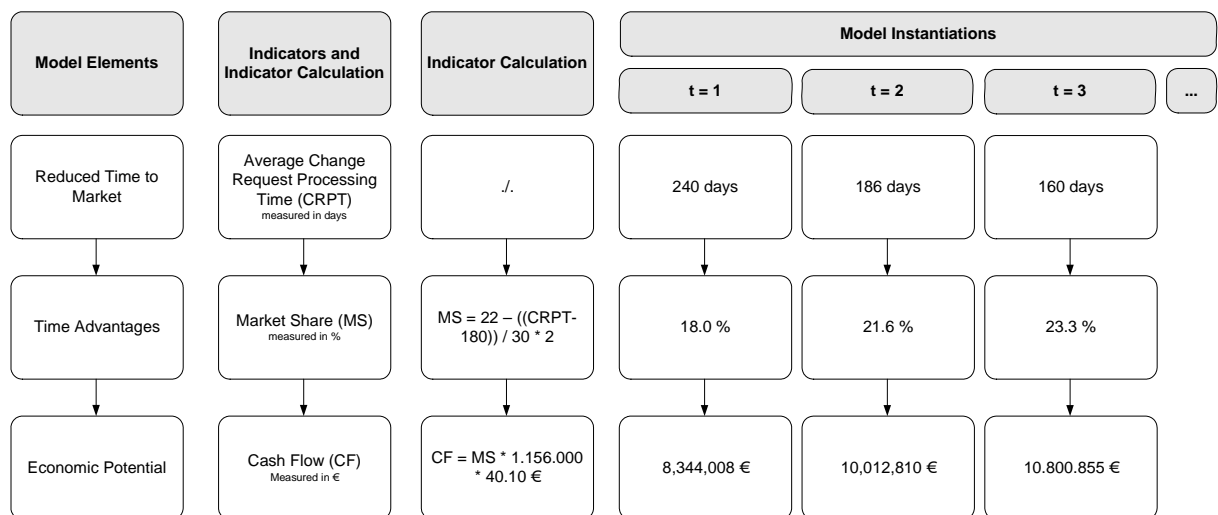 Model Elements
Indicators and
Indicator Calculation
Indicator Calculation
Model Instantiations
t = 1
t = 2
t = 3
...
Reduced Time to
Market
Average Change
Request Processing
Time (CRPT)
measured in days
./.
240 days
186 days
160 days
Time Advantages
Market Share (MS)
measured in %
MS = 22 – ((CRPT-
180)) / 30 * 2
18.0 %
21.6 %
23.3 %
Economic Potential
Cash Flow (CF)
Measured in €
CF = MS * 1.156.000
* 40.10 €
8,344,008 €
10,012,810 €
10.800.855 €